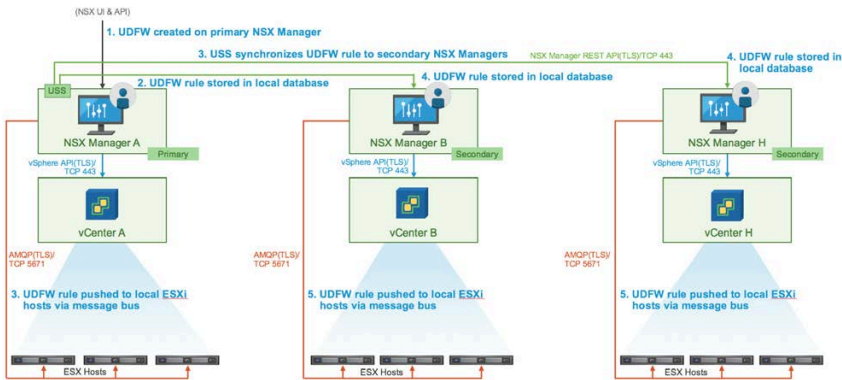 (NSX UI & API)
1. UDFW created on primary NSX Manager
3. USS synchronizes UDFW rule to secondary NSX Managers
NSX Manager REST API(TLS)/TCP 443
4. UDFW rule stored in
local database
USS
2. UDFW rule stored in local database
4. UDFW rule stored in local database
NSX Manager A
NSX Manager B
NSX Manager H
Primary
Secondary
Secondary
vSphere API(TLS)/
TCP 443
vSphere API(TLS)/
TCP 443
vSphere API(TLS)/
TCP 443
vCenter A
vCenter B
vCenter H
AMQP(TLS)/
TCP 5671
AMQP(TLS)/
TCP 5671
AMQP(TLS)/
TCP 5671
3. UDFW rule pushed to local ESXi
hosts via message bus
5. UDFW rule pushed to local ESXi
hosts via message bus
5. UDFW rule pushed to local ESXi
hosts via message bus
ESX Hosts
ESX Hosts
ESX Hosts